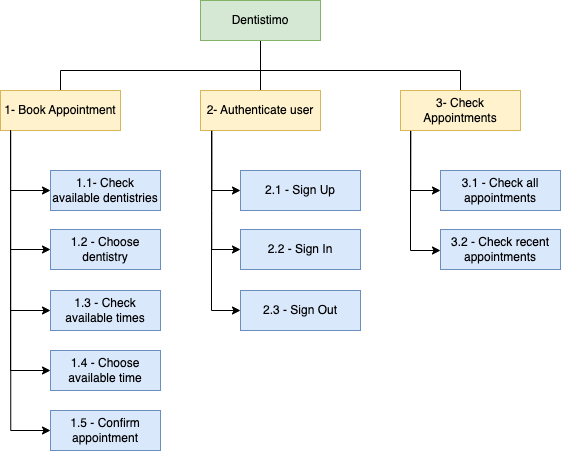 Dentistimo
1- Book Appointment
2- Authenticate user
3- Check
Appointments
1.1- Check
available dentistries
1.2 - Choose
dentistry
1.3 - Check
available times
1.4 - Choose
available time
1.5 - Confirm
appointment
2.1 - Sign Up
2.2 - Sign In
2.3 - Sign Out
3.1 - Check all
appointments
3.2 - Check recent
appointments